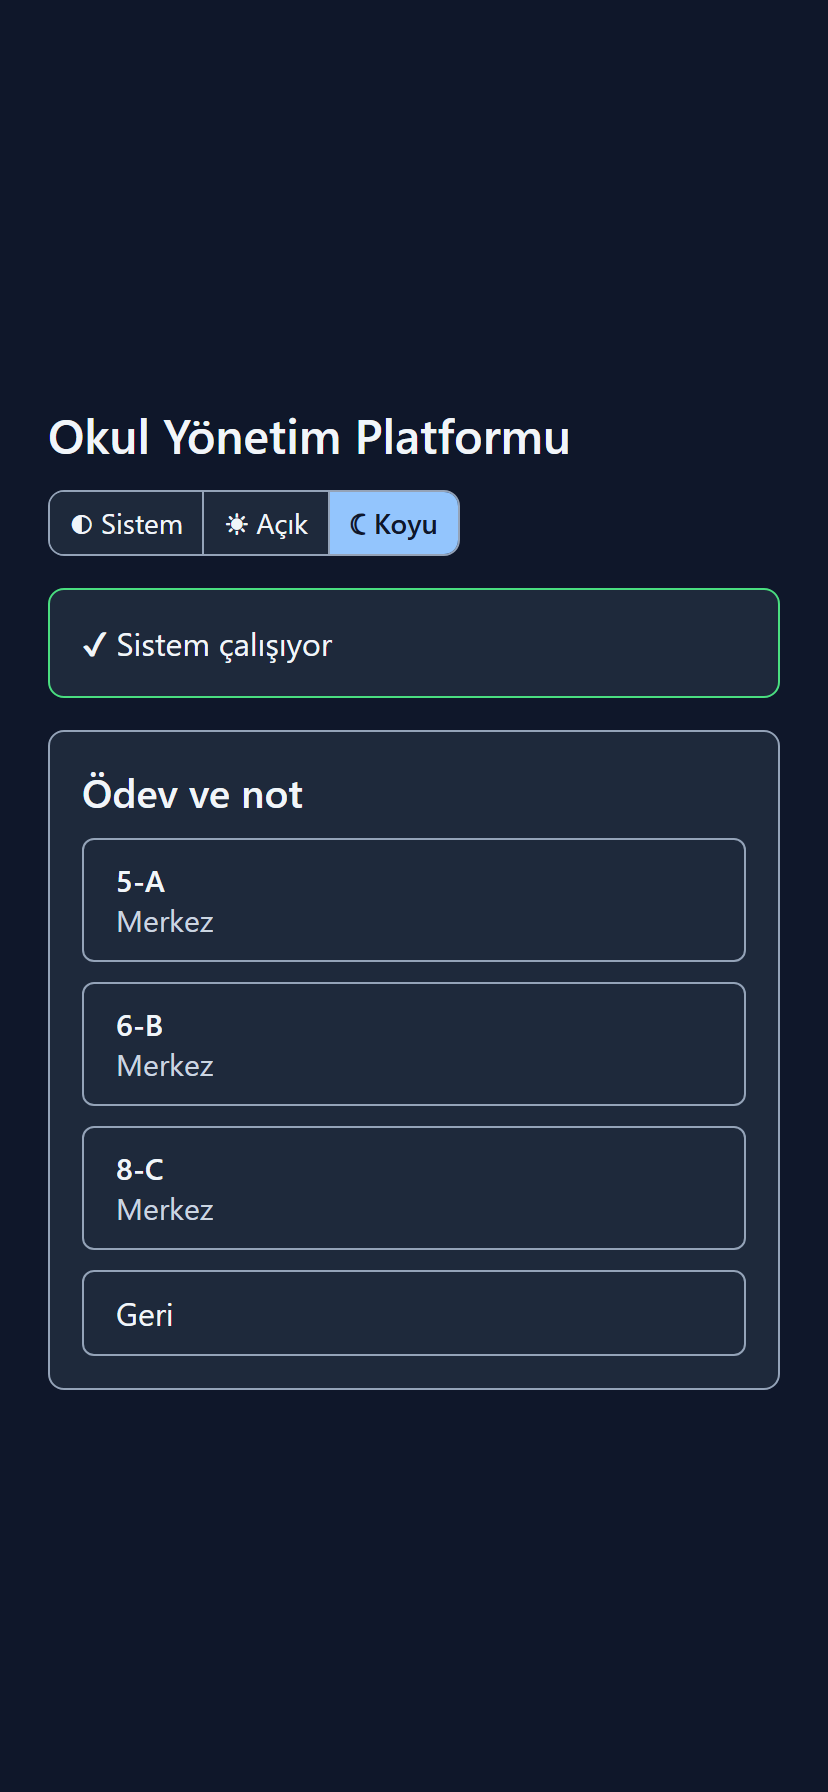 Okul Yönetim Platformu
Sistem Açık Koyu
Sistem çalışıyor
Ödev ve not
5-A
Merkez
6-B
Merkez
8-C
Merkez
Geri